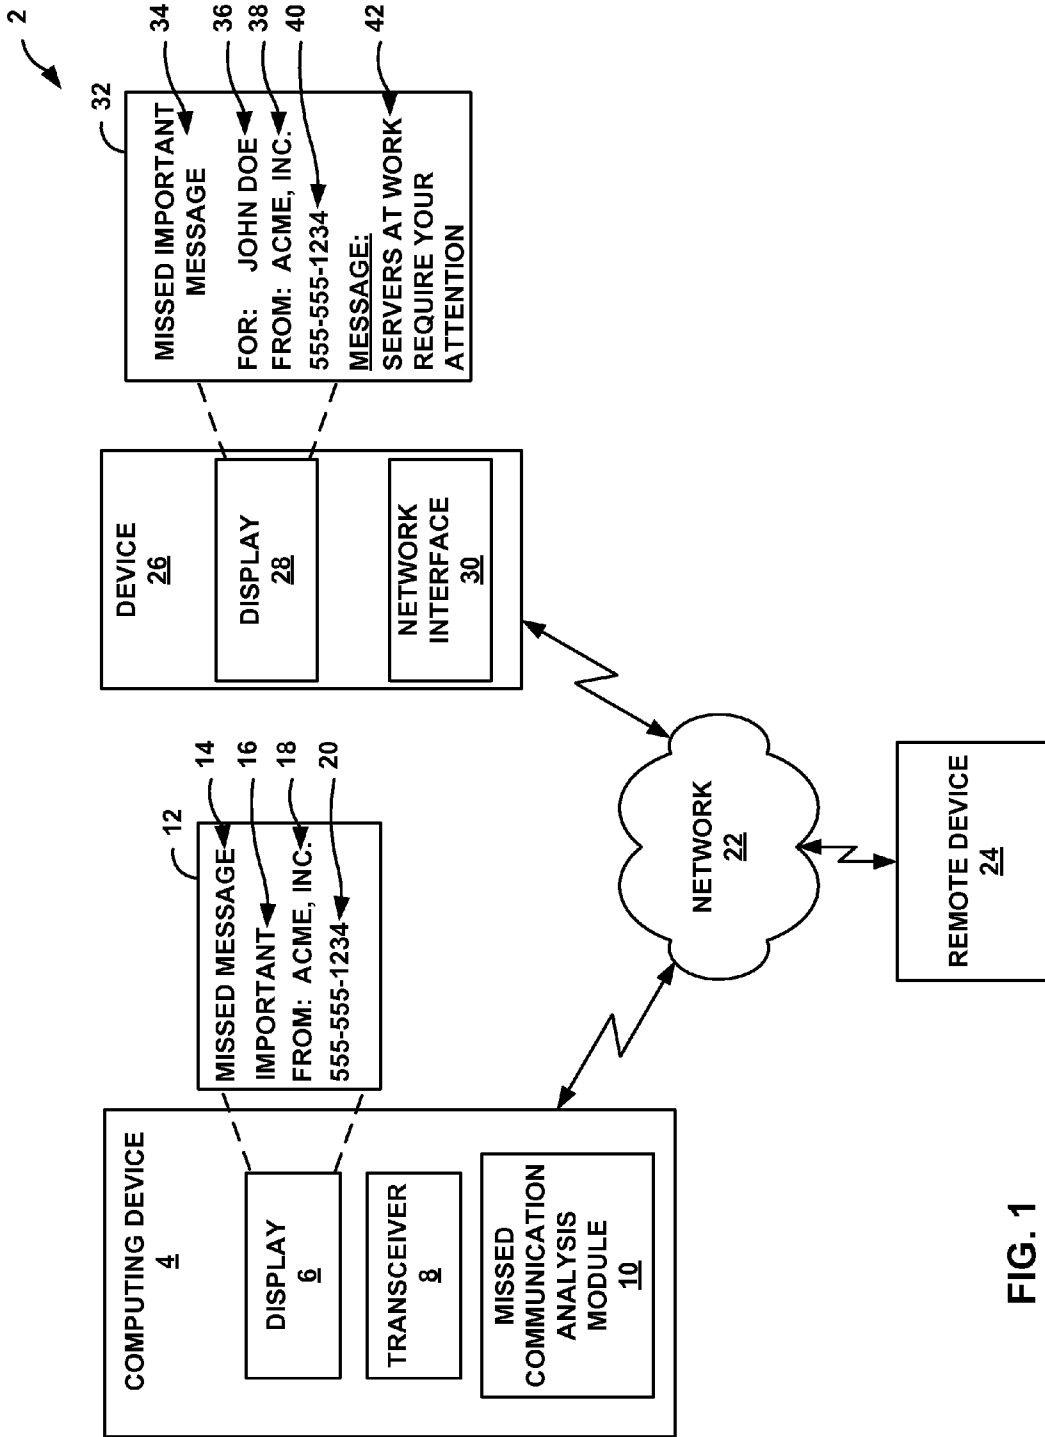 2
COMPUTING DEVICE
4
DISPLAY
6
TRANSCEIVER
8
MISSED
COMMUNICATION
ANALYSIS
MODULE
10
12
MISSED MESSAGE
14
IMPORTANT
16
FROM: ACME, INC.
18
555-555-1234
20
DEVICE
26
DISPLAY
28
NETWORK
INTERFACE
30
32
MISSED IMPORTANT
MESSAGE
34
FOR: JOHN DOE
36
FROM: ACME, INC.
38
555-555-1234
40
MESSAGE:
SERVERS AT WORK
42
REQUIRE YOUR
ATTENTION
NETWORK
22
REMOTE DEVICE
24
FIG. 1